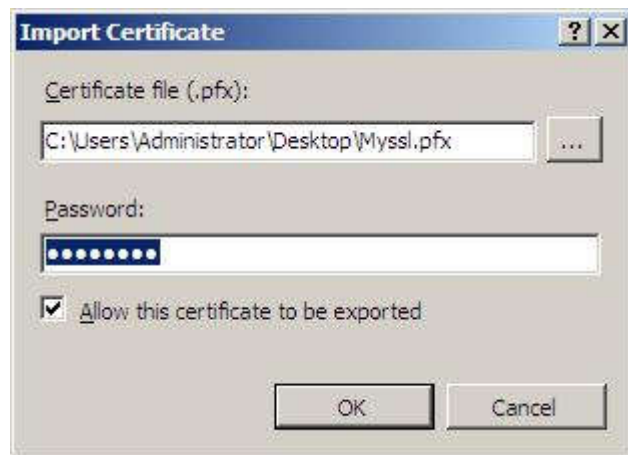 Import Certificate
Certificate file (.pfx):
C:\Users\Administrator\Desktop\Myssl.pfx
...
Password:
••••••••
Allow this certificate to be exported
OK
Cancel